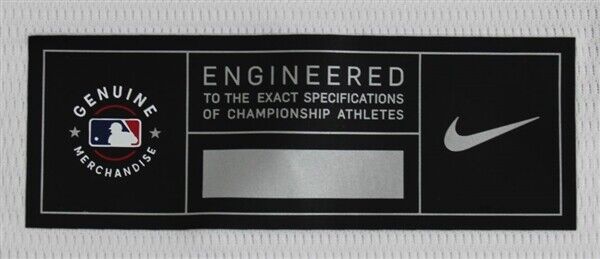 GENUINE
MERCHANDISE
ENGINEERED
TO THE EXACT SPECIFICATIONS
OF CHAMPIONSHIP ATHLETES